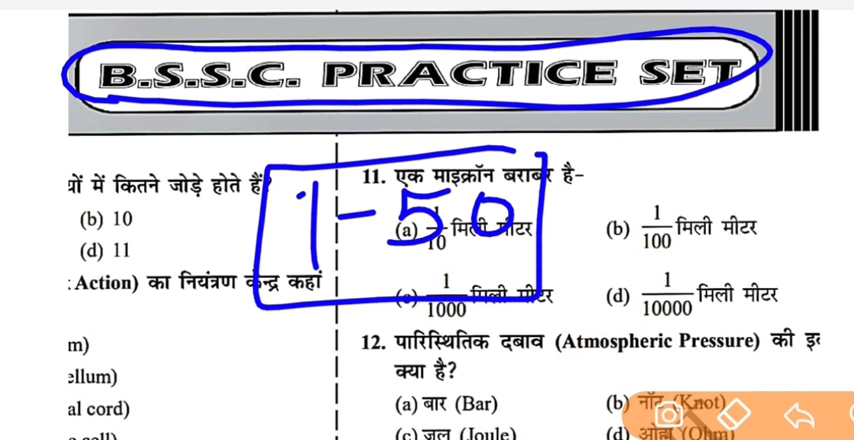 B.S.S.C. PRACTICE SET
1-50
यों में कितने जोड़े होते हैं
(b) 10
(d) 11
Action) का नियंत्रण केन्द्र कहां
m)
ellum)
al cord)
11. एक माइक्रॉन बराबर है-
(a) 1/10 मिली मीटर (b) 1/100 मिली मीटर
(c) 1/1000 मिली मीटर (d) 1/10000 मिली मीटर
12. पारिस्थितिक दबाव (Atmospheric Pressure) की
क्या है?
(a) बार (Bar) (b) नॉट (Knot)
(c) जूल (Joule) (d) ओह्म (Ohm)